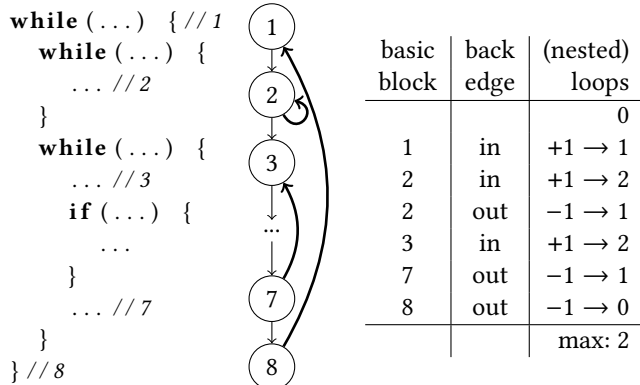 while (...) { // 1
while (...) {
... // 2
}
while (...) {
... // 3
if (...) {
...
}
... // 7
}
} // 8
1
2
3
...
7
8
basic block | back edge | (nested) loops
0
1 | in | +1 → 1
2 | in | +1 → 2
2 | out | −1 → 1
3 | in | +1 → 2
7 | out | −1 → 1
8 | out | −1 → 0
max: 2